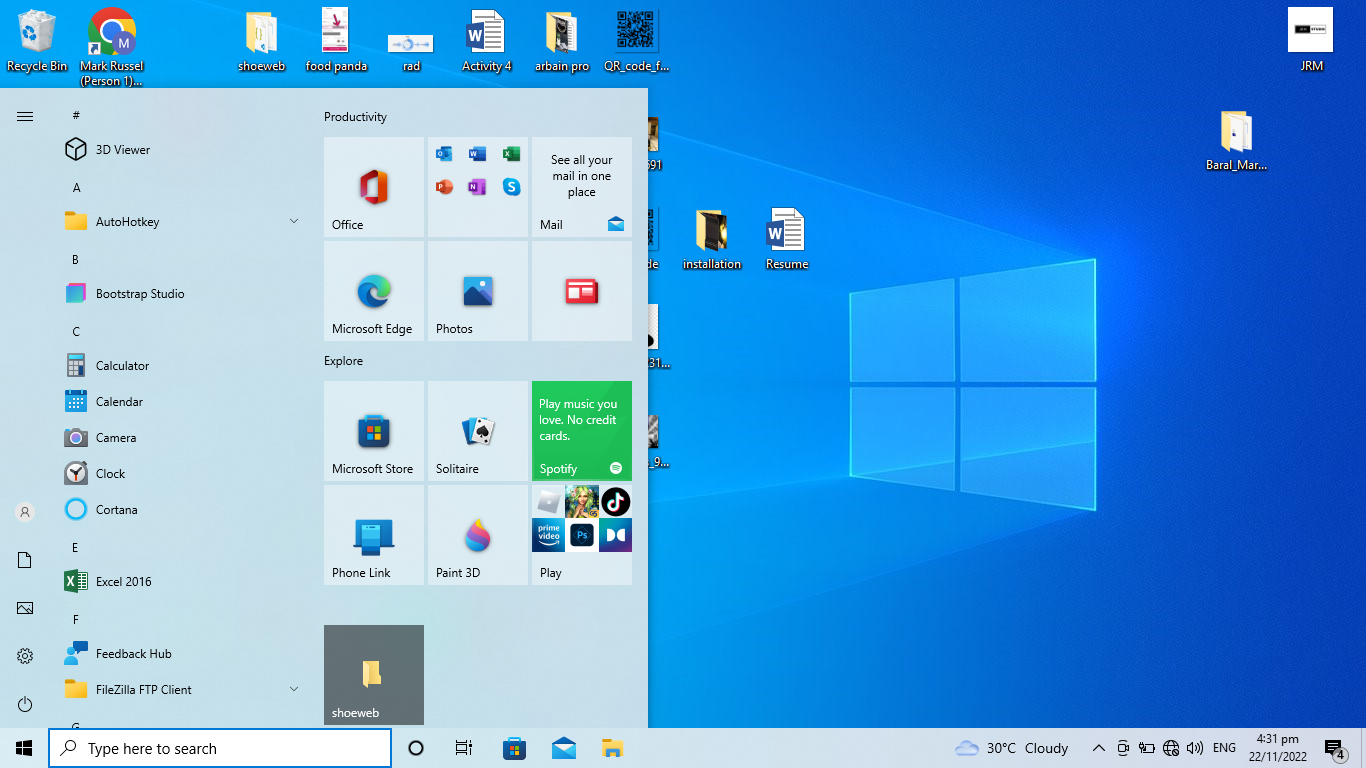 Recycle Bin
Mark Russel
(Person 1)...
shoeweb
food panda
rad
Activity 4
arbain pro
QR_code_f...
JRM
591
Baral_Mar...
de
installation
Resume
31...
_9...
#
3D Viewer
A
AutoHotkey
B
Bootstrap Studio
C
Calculator
Calendar
Camera
Clock
Cortana
E
Excel 2016
F
Feedback Hub
FileZilla FTP Client
Productivity
Office
See all your
mail in one
place
Mail
Microsoft Edge
Photos
Explore
Microsoft Store
Solitaire
Play music you
love. No credit
cards.
Spotify
Phone Link
Paint 3D
prime
video
Ps
Play
shoeweb
Type here to search
30°C Cloudy
ENG
4:31 pm
22/11/2022
4